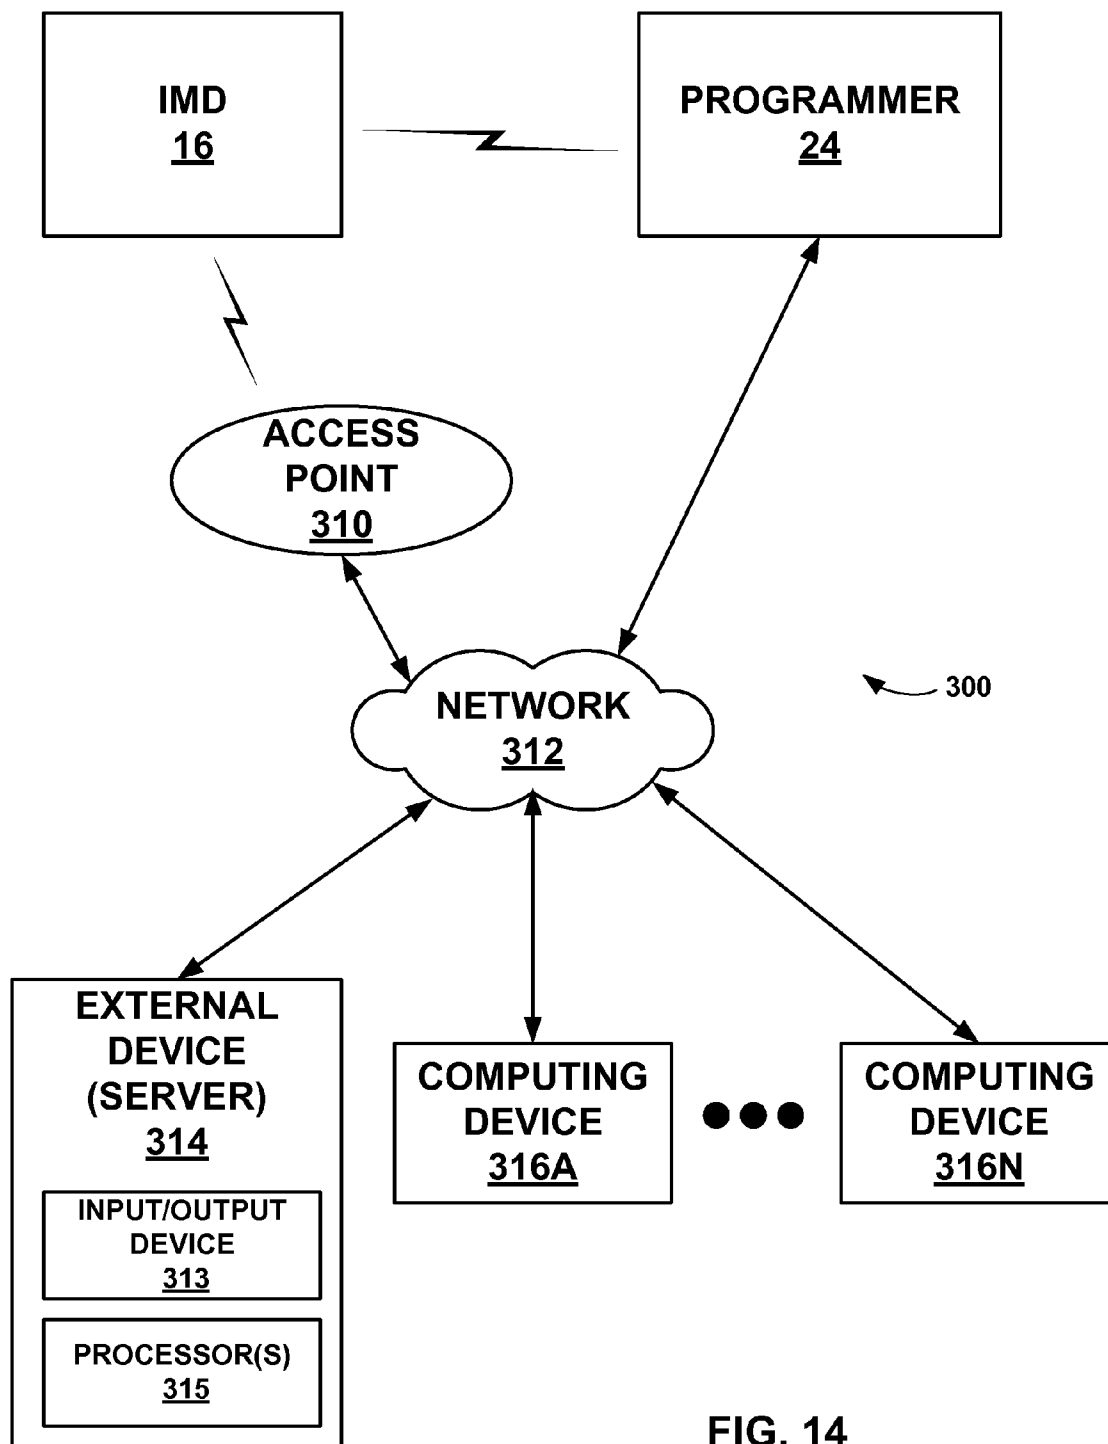 IMD
16
PROGRAMMER
24
ACCESS
POINT
310
NETWORK
312
300
EXTERNAL
DEVICE
(SERVER)
314
INPUT/OUTPUT
DEVICE
313
PROCESSOR(S)
315
COMPUTING
DEVICE
316A
COMPUTING
DEVICE
316N
FIG. 14